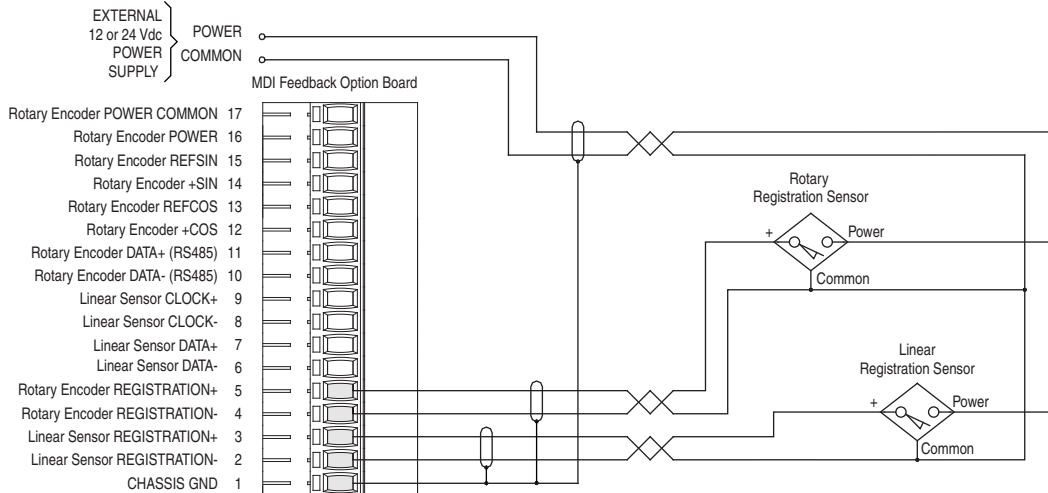 EXTERNAL
12 or 24 Vdc
POWER
SUPPLY
POWER
COMMON
MDI Feedback Option Board
Rotary Encoder POWER COMMON 17
Rotary Encoder POWER 16
Rotary Encoder REFSIN 15
Rotary Encoder +SIN 14
Rotary Encoder REFCOS 13
Rotary Encoder +COS 12
Rotary Encoder DATA+ (RS485) 11
Rotary Encoder DATA- (RS485) 10
Linear Sensor CLOCK+ 9
Linear Sensor CLOCK- 8
Linear Sensor DATA+ 7
Linear Sensor DATA- 6
Rotary Encoder REGISTRATION+ 5
Rotary Encoder REGISTRATION- 4
Linear Sensor REGISTRATION+ 3
Linear Sensor REGISTRATION- 2
CHASSIS GND 1
Rotary
Registration Sensor
+ Power
Common
Linear
Registration Sensor
+ Power
Common